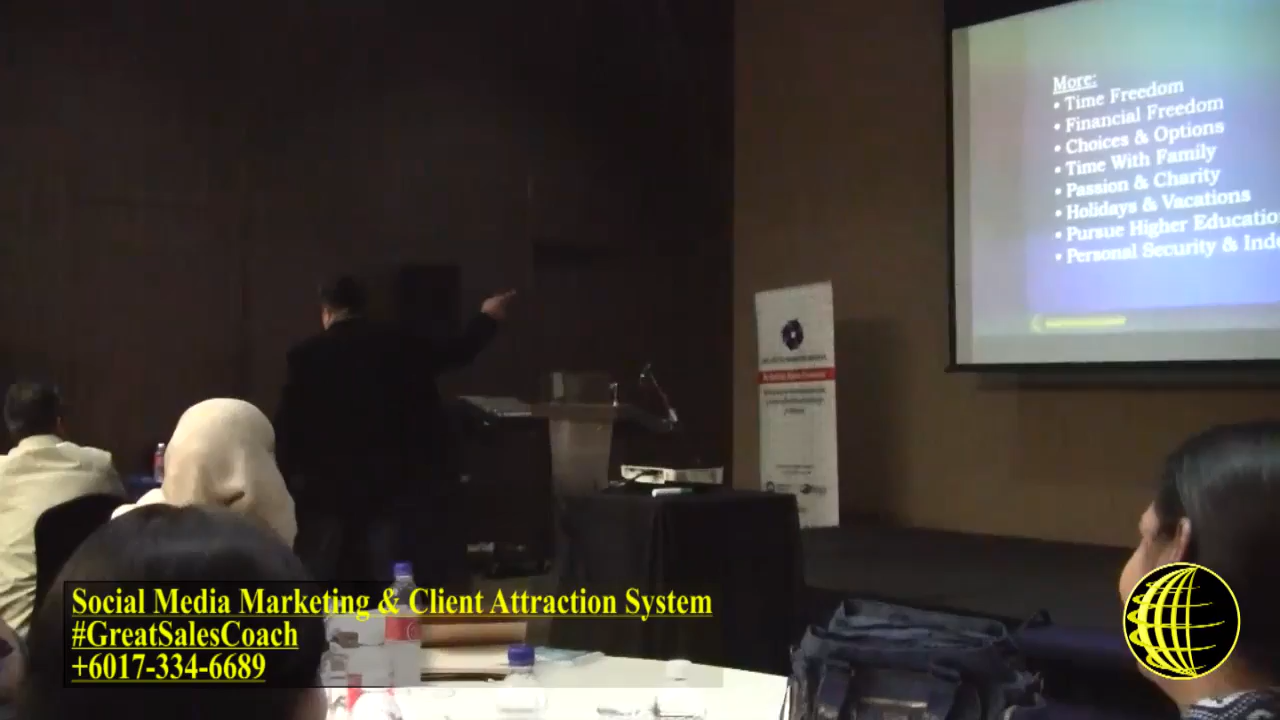 More:
• Time Freedom
• Financial Freedom
• Choices & Options
• Time With Family
• Passion & Charity
• Holidays & Vacations
• Pursue Higher Educatio
• Personal Security & Inde
Social Media Marketing & Client Attraction System
#GreatSalesCoach
+6017-334-6689